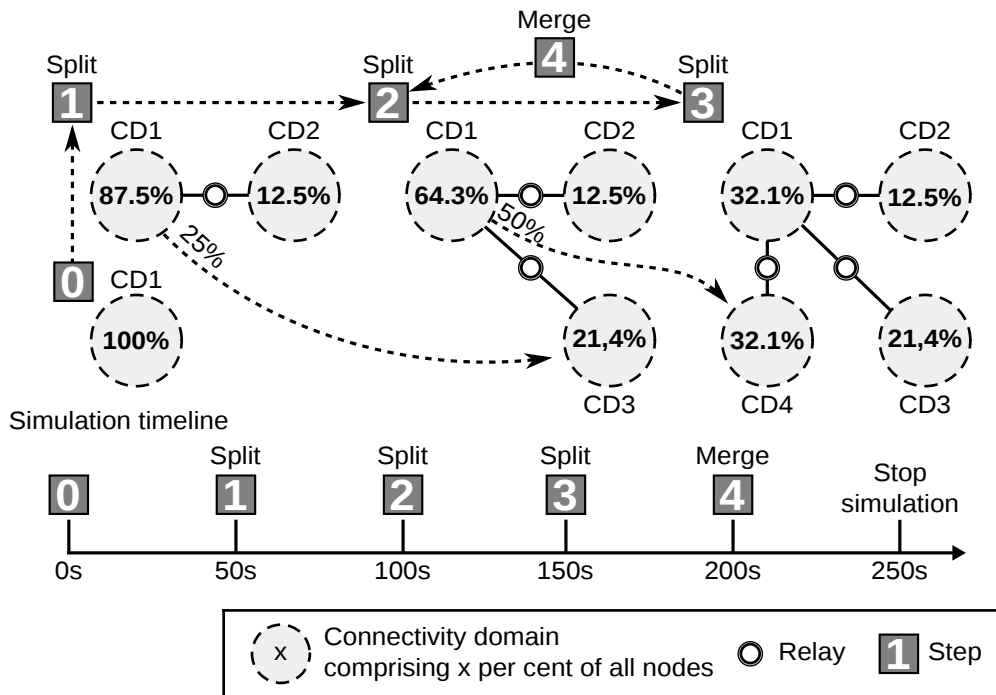 Merge
4
Split
1
Split
2
Split
3
CD1
CD2
CD1
CD2
CD1
CD2
87.5%
12.5%
64.3%
12.5%
32.1%
12.5%
25%
50%
0
CD1
100%
21,4%
32.1%
21,4%
CD3
CD4
CD3
Simulation timeline
Split
Split
Split
Merge
Stop
simulation
0
1
2
3
4
0s
50s
100s
150s
200s
250s
x
Connectivity domain
comprising x per cent of all nodes
Relay
1
Step